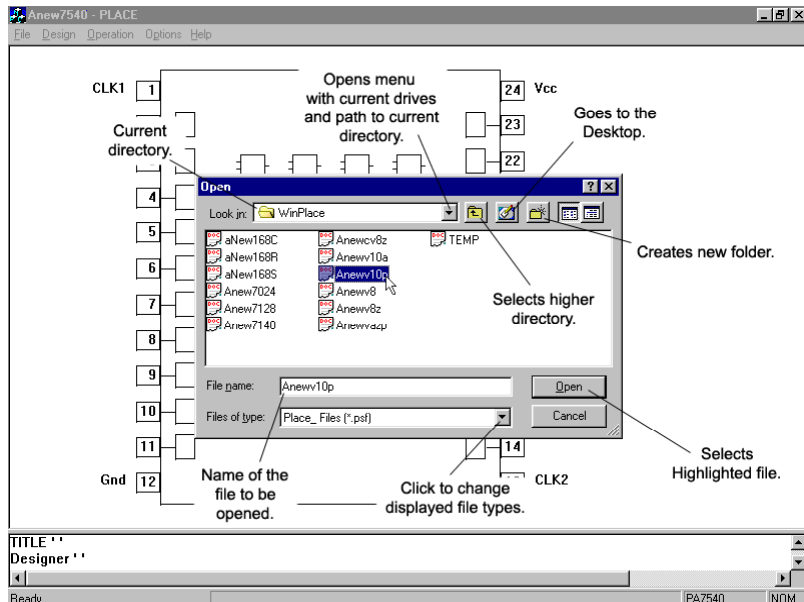 Anew7540 - PLACE
File Design Operation Options Help
CLK1 1
24 Vcc
23
22
4
5
6
7
8
9
10
11
Gnd 12
14
CLK2
Opens menu
with current drives
and path to current
directory.
Current
directory.
Goes to the
Desktop.
Open
Look in: WinPlace
aNew168C
aNew168R
aNew168S
Anew7024
Anew7128
Anew7140
Anewcv8z
Anewv10a
Anewv10p
Anewv8
Anewv8z
Anewva2p
TEMP
Creates new folder.
Selects higher
directory.
File name: Anewv10p
Open
Files of type: Place_ Files (*.psf)
Cancel
Name of the
file to be
opened.
Click to change
displayed file types.
Selects
Highlighted file.
TITLE ' '
Designer ' '
Ready PA7540 NOM